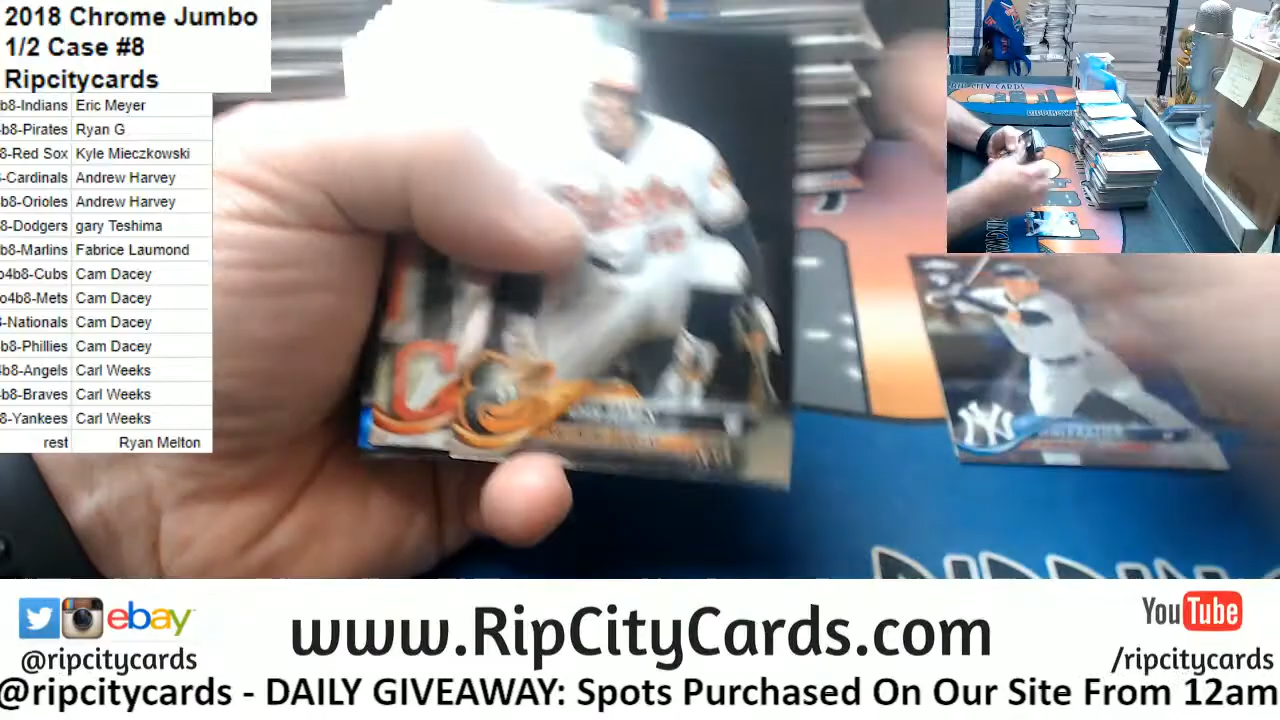 2018 Chrome Jumbo
1/2 Case #8
Ripcitycards
b8-Indians Eric Meyer
b8-Pirates Ryan G
8-Red Sox Kyle Mieczkowski
-Cardinals Andrew Harvey
b8-Orioles Andrew Harvey
8-Dodgers gary Teshima
b8-Marlins Fabrice Laumond
o4b8-Cubs Cam Dacey
o4b8-Mets Cam Dacey
-Nationals Cam Dacey
b8-Phillies Cam Dacey
4b8-Angels Carl Weeks
b8-Braves Carl Weeks
8-Yankees Carl Weeks
rest Ryan Melton
RIP CITY CARDS
C
NY
ebay
@ripcitycards
www.RipCityCards.com
YouTube
/ripcitycards
@ripcitycards - DAILY GIVEAWAY: Spots Purchased On Our Site From 12am